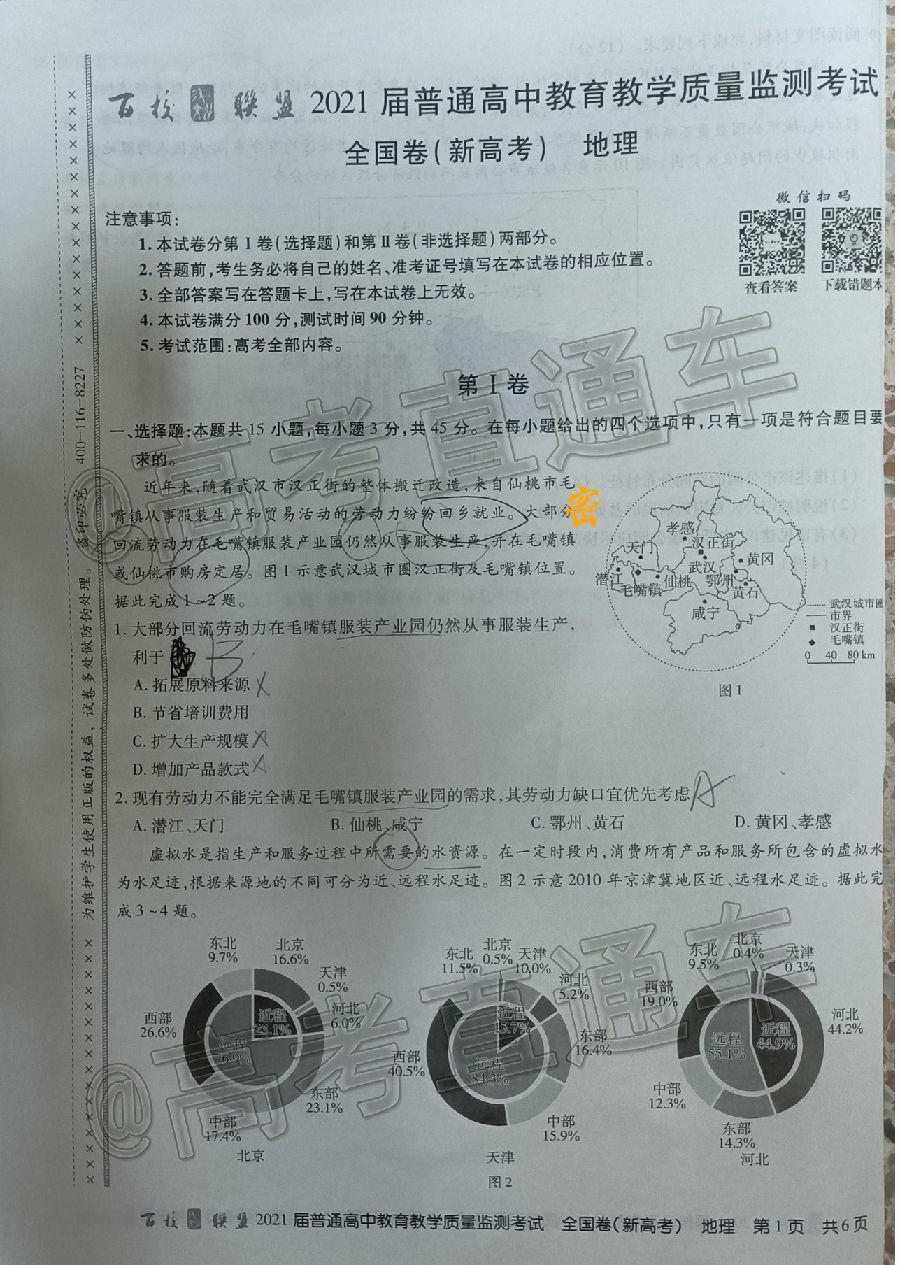 百校联盟 2021届普通高中教育教学质量监测考试
全国卷(新高考) 地理
微信扫码
查看答案 下载错题本
注意事项:
1.本试卷分第Ⅰ卷(选择题)和第Ⅱ卷(非选择题)两部分。
2.答题前,考生务必将自己的姓名、准考证号填写在本试卷的相应位置。
3.全部答案写在答题卡上,写在本试卷上无效。
4.本试卷满分100分,测试时间90分钟。
5.考试范围:高考全部内容。
第Ⅰ卷
一、选择题:本题共15小题,每小题3分,共45分。在每小题给出的四个选项中,只有一项是符合题目要
求的。
近年来,随着武汉市汉正街的整体搬迁改造,来自仙桃市毛
嘴镇从事服装生产和贸易活动的劳动力纷纷回乡就业。大部分
密
回流劳动力在毛嘴镇服装产业园仍然从事服装生产,并在毛嘴镇
或仙桃市购房定居。图1示意武汉城市圈汉正街及毛嘴镇位置。
据此完成1~2题。
孝感
汉正街
天门
武汉
黄冈
潜江
毛嘴镇
仙桃
鄂州
黄石
咸宁
武汉城市圈
市界
汉正街
毛嘴镇
0 40 80 km
图1
1.大部分回流劳动力在毛嘴镇服装产业园仍然从事服装生产,
利于 B
A.拓展原料来源
B.节省培训费用
C.扩大生产规模
D.增加产品款式
2.现有劳动力不能完全满足毛嘴镇服装产业园的需求,其劳动力缺口宜优先考虑 A
A.潜江、天门 B.仙桃、咸宁 C.鄂州、黄石 D.黄冈、孝感
虚拟水是指生产和服务过程中所需要的水资源。在一定时段内,消费所有产品和服务所包含的虚拟水
为水足迹,根据来源地的不同可分为近、远程水足迹。图2示意2010年京津冀地区近、远程水足迹。据此完
成3~4题。
东北 9.7%
北京 16.6%
天津 0.5%
河北 6.0%
东部 23.1%
中部 17.4%
西部 26.6%
近程 23.1%
远程
北京
东北 11.5%
北京 0.5%
天津 10.0%
河北 5.2%
东部 16.4%
中部 15.9%
西部 40.5%
近程 15.7%
远程 84.3%
天津
东北 9.5%
北京 0.4%
天津 0.3%
河北 44.2%
东部 14.3%
中部 12.3%
西部 19.0%
近程 44.9%
远程 55.1%
河北
图2
百校联盟 2021届普通高中教育教学质量监测考试 全国卷(新高考) 地理 第1页 共6页
为维护学生使用正版的权益,试卷多处做防伪处理。
400-116-8227
@高考直通车
@高考直通车